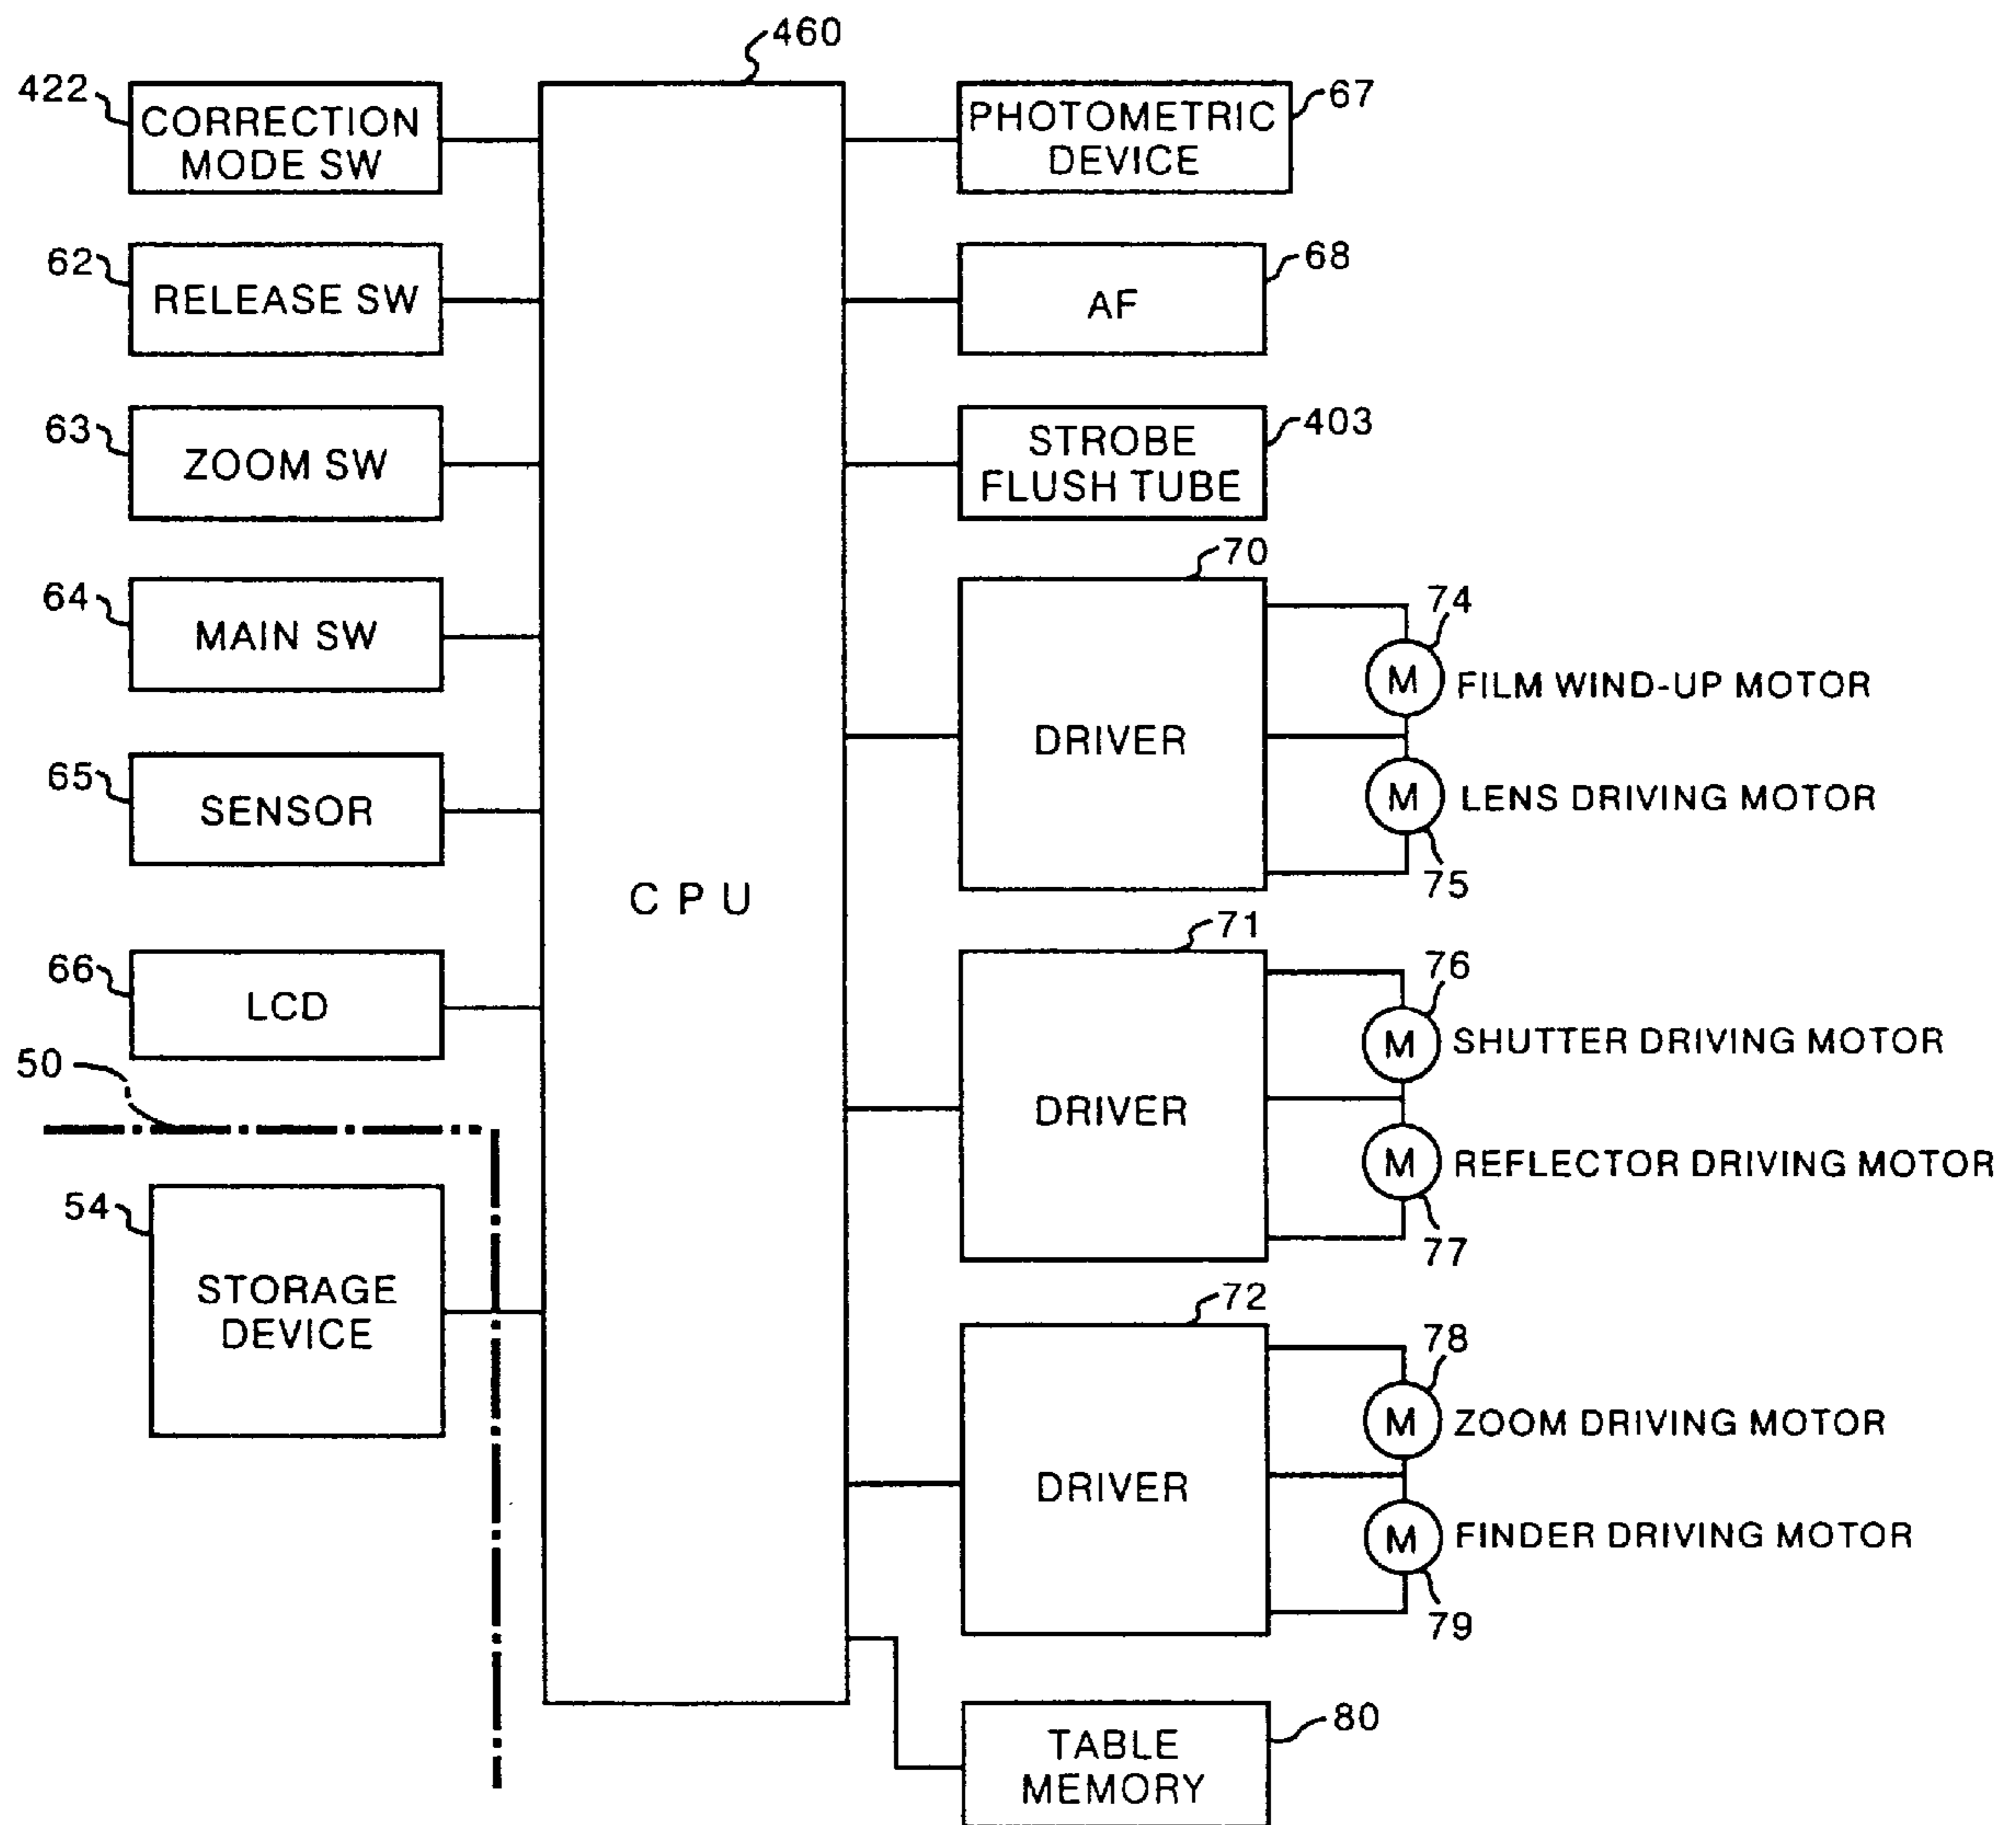 460
422
CORRECTION
MODE SW
PHOTOMETRIC
DEVICE
67
62
RELEASE SW
AF
68
63
ZOOM SW
STROBE
FLUSH TUBE
403
64
MAIN SW
70
DRIVER
74
M
FILM WIND-UP MOTOR
M
LENS DRIVING MOTOR
75
65
SENSOR
CPU
66
LCD
71
DRIVER
76
M
SHUTTER DRIVING MOTOR
M
REFLECTOR DRIVING MOTOR
77
50
54
STORAGE
DEVICE
72
DRIVER
78
M
ZOOM DRIVING MOTOR
M
FINDER DRIVING MOTOR
79
TABLE
MEMORY
80